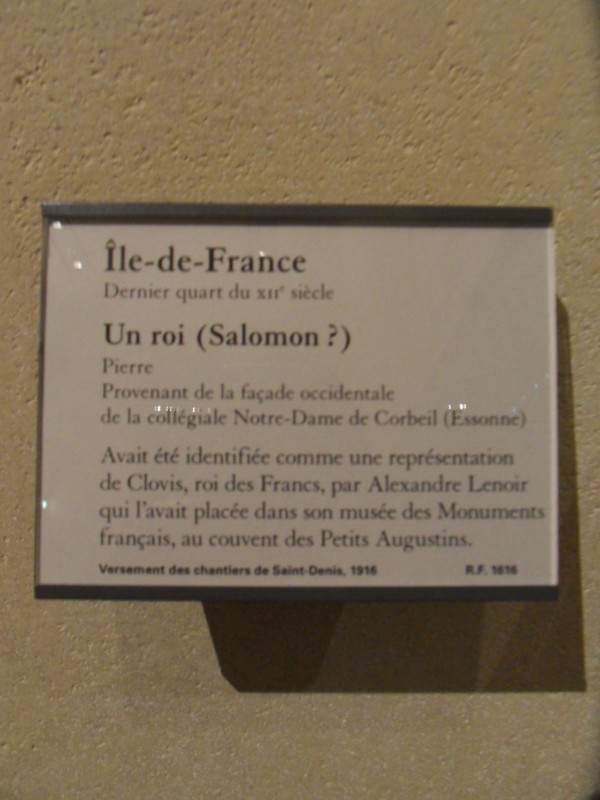 Île-de-France
Dernier quart du XIIe siècle
Un roi (Salomon ?)
Pierre
Provenant de la façade occidentale
de la collégiale Notre-Dame de Corbeil (Essonne)
Avait été identifiée comme une représentation
de Clovis, roi des Francs, par Alexandre Lenoir
qui l'avait placée dans son musée des Monuments
français, au couvent des Petits Augustins.
Versement des chantiers de Saint-Denis, 1916 R.F. 1616